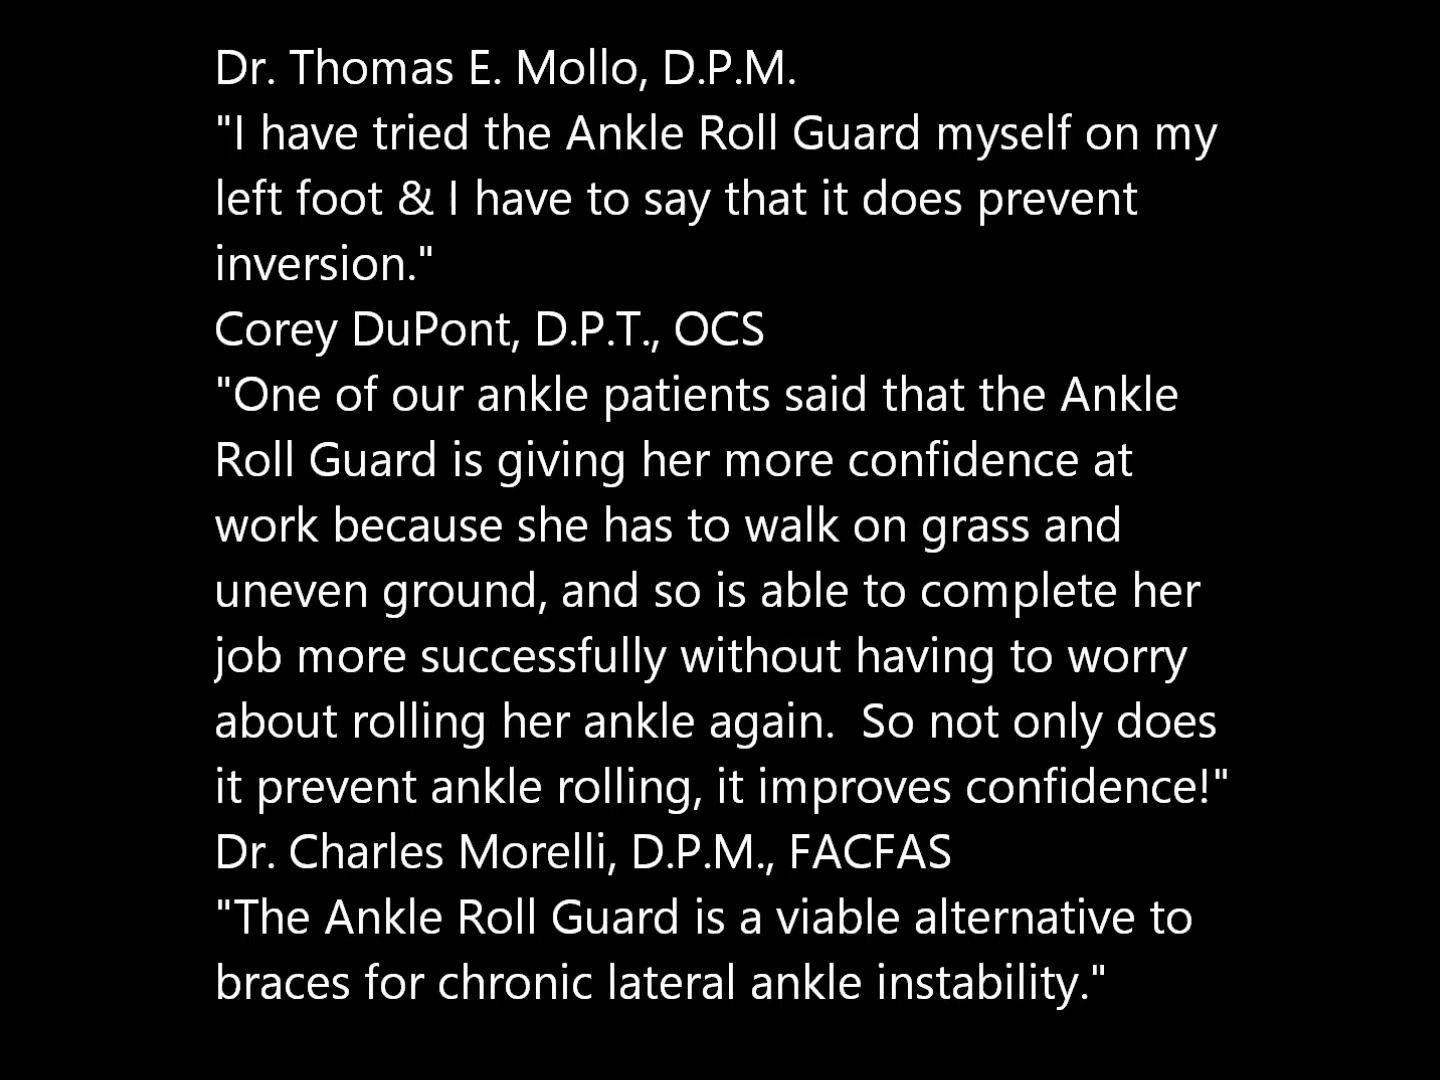 Dr. Thomas E. Mollo, D.P.M.
"I have tried the Ankle Roll Guard myself on my
left foot & I have to say that it does prevent
inversion."
Corey DuPont, D.P.T., OCS
"One of our ankle patients said that the Ankle
Roll Guard is giving her more confidence at
work because she has to walk on grass and
uneven ground, and so is able to complete her
job more successfully without having to worry
about rolling her ankle again.  So not only does
it prevent ankle rolling, it improves confidence!"
Dr. Charles Morelli, D.P.M., FACFAS
"The Ankle Roll Guard is a viable alternative to
braces for chronic lateral ankle instability."